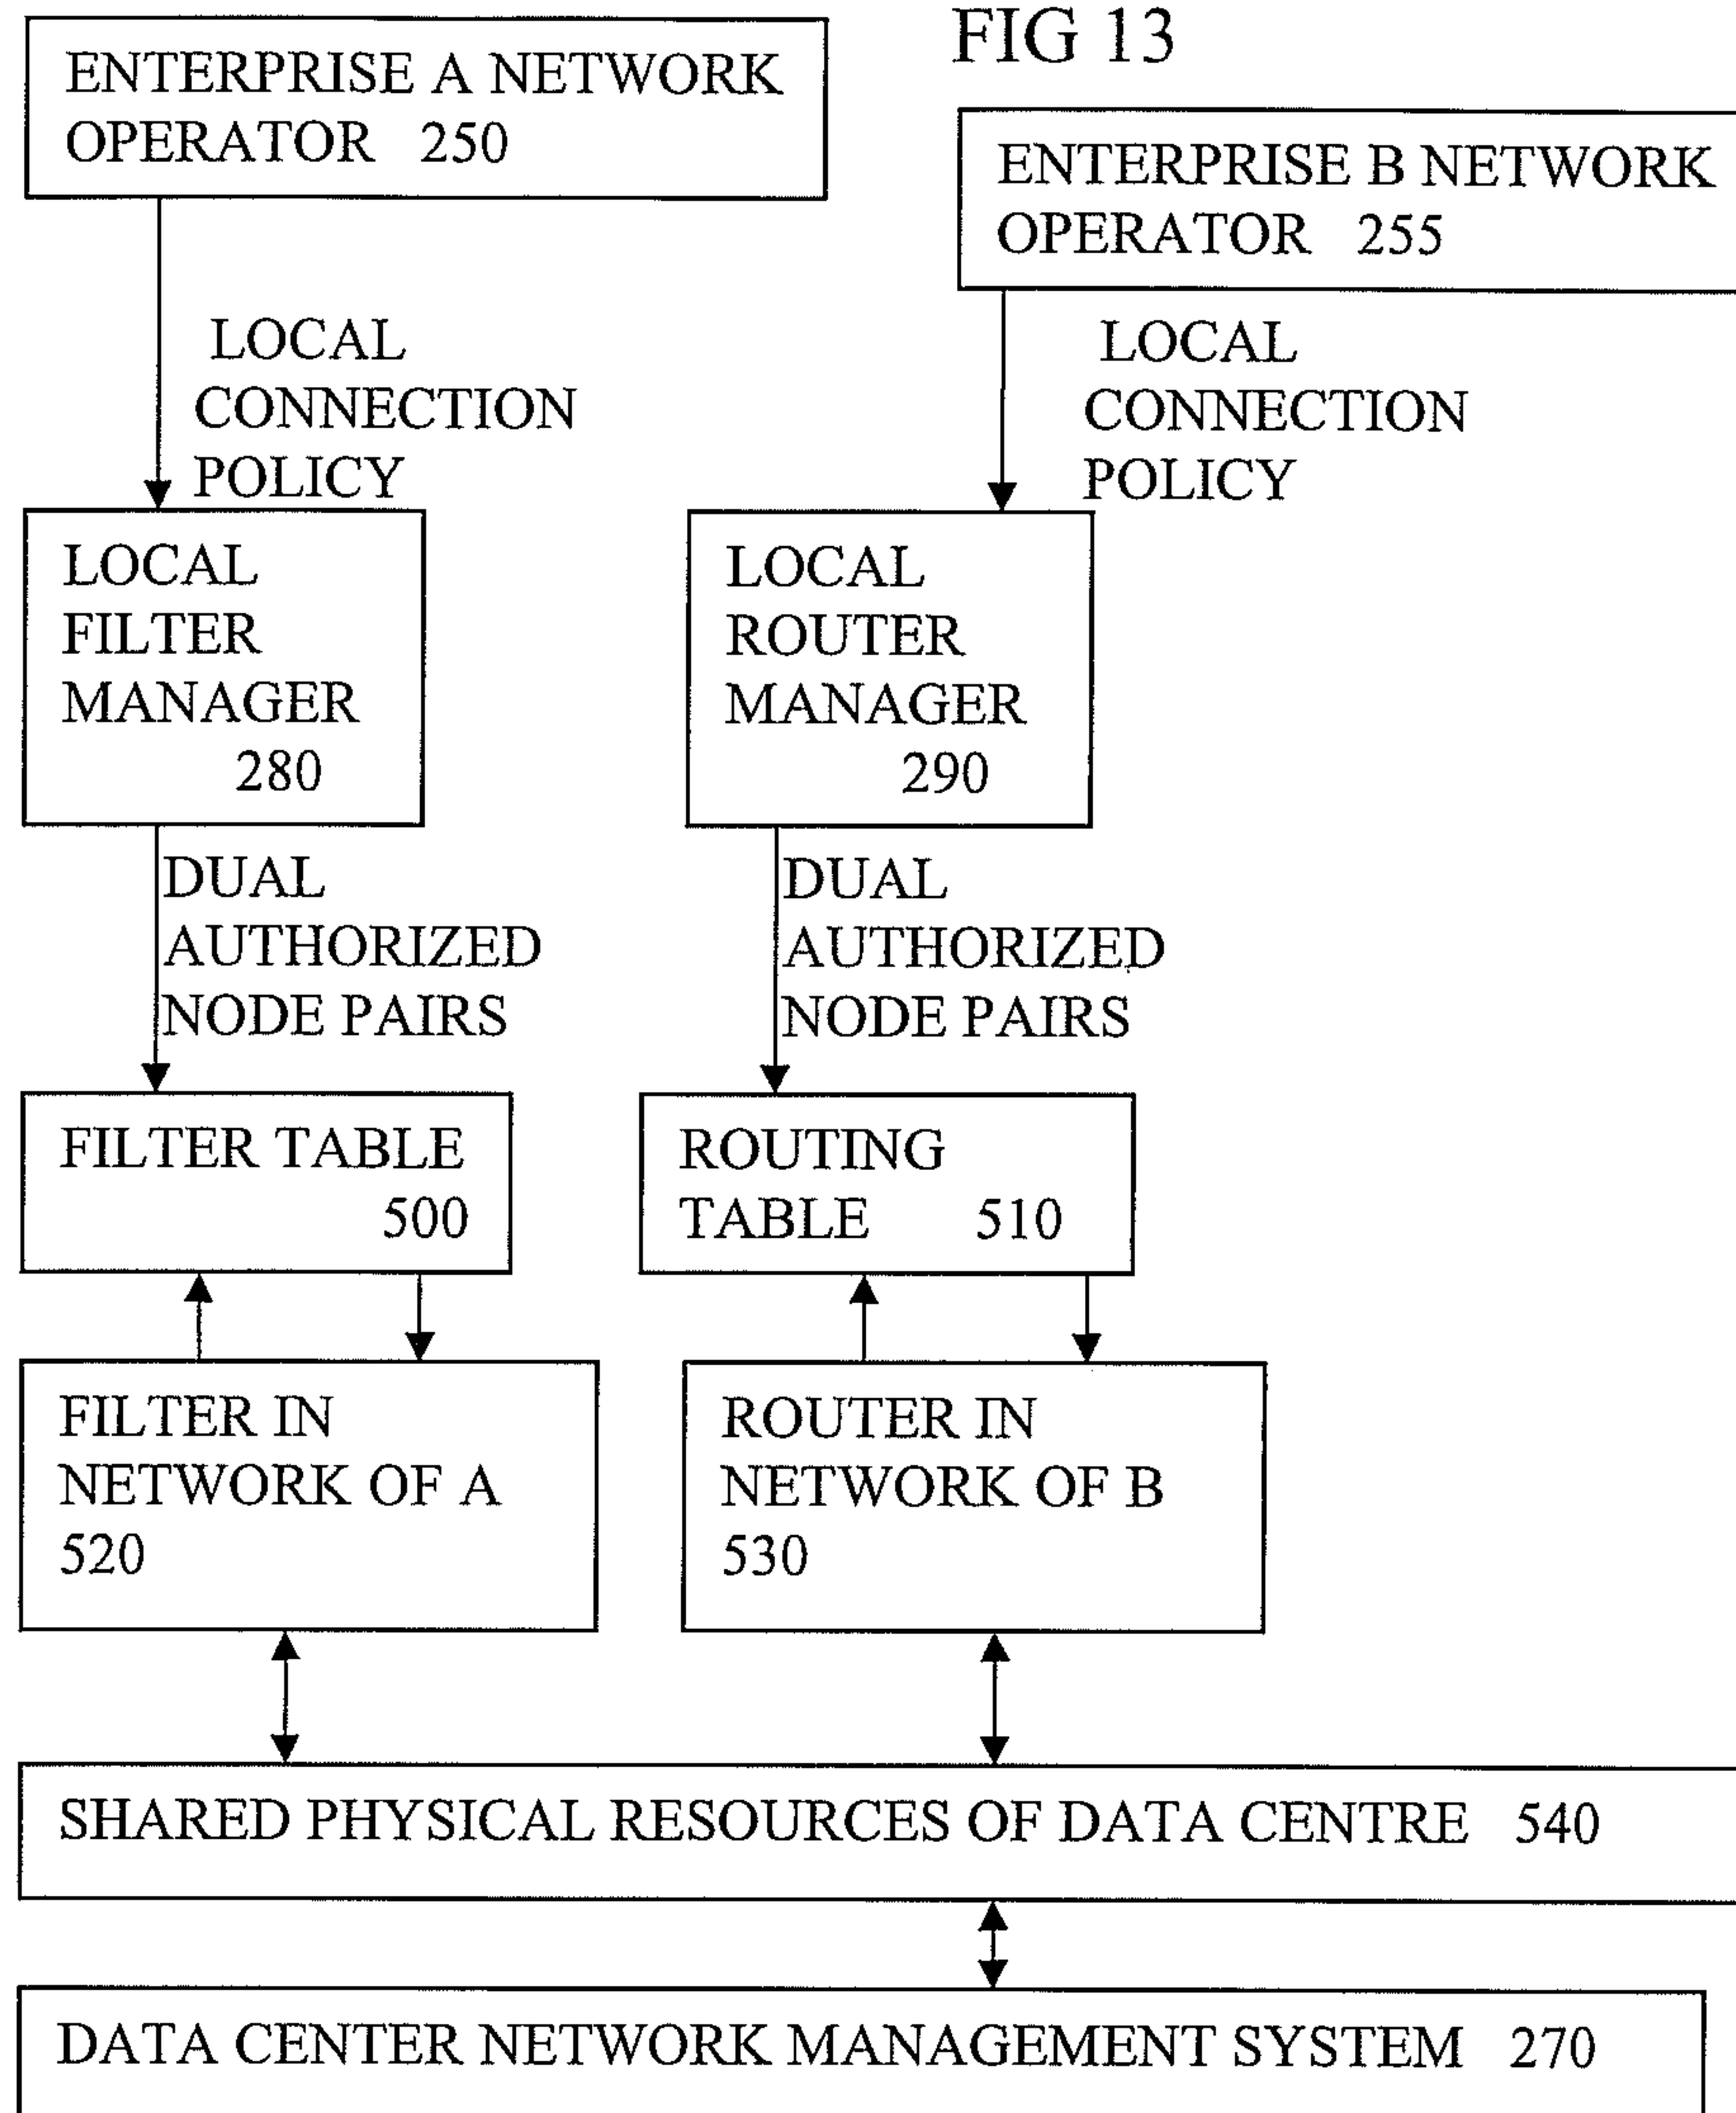 FIG 13
ENTERPRISE A NETWORK
OPERATOR 250
ENTERPRISE B NETWORK
OPERATOR 255
LOCAL
CONNECTION
POLICY
LOCAL
CONNECTION
POLICY
LOCAL
FILTER
MANAGER
280
LOCAL
ROUTER
MANAGER
290
DUAL
AUTHORIZED
NODE PAIRS
DUAL
AUTHORIZED
NODE PAIRS
FILTER TABLE
500
ROUTING
TABLE 510
FILTER IN
NETWORK OF A
520
ROUTER IN
NETWORK OF B
530
SHARED PHYSICAL RESOURCES OF DATA CENTRE 540
DATA CENTER NETWORK MANAGEMENT SYSTEM 270